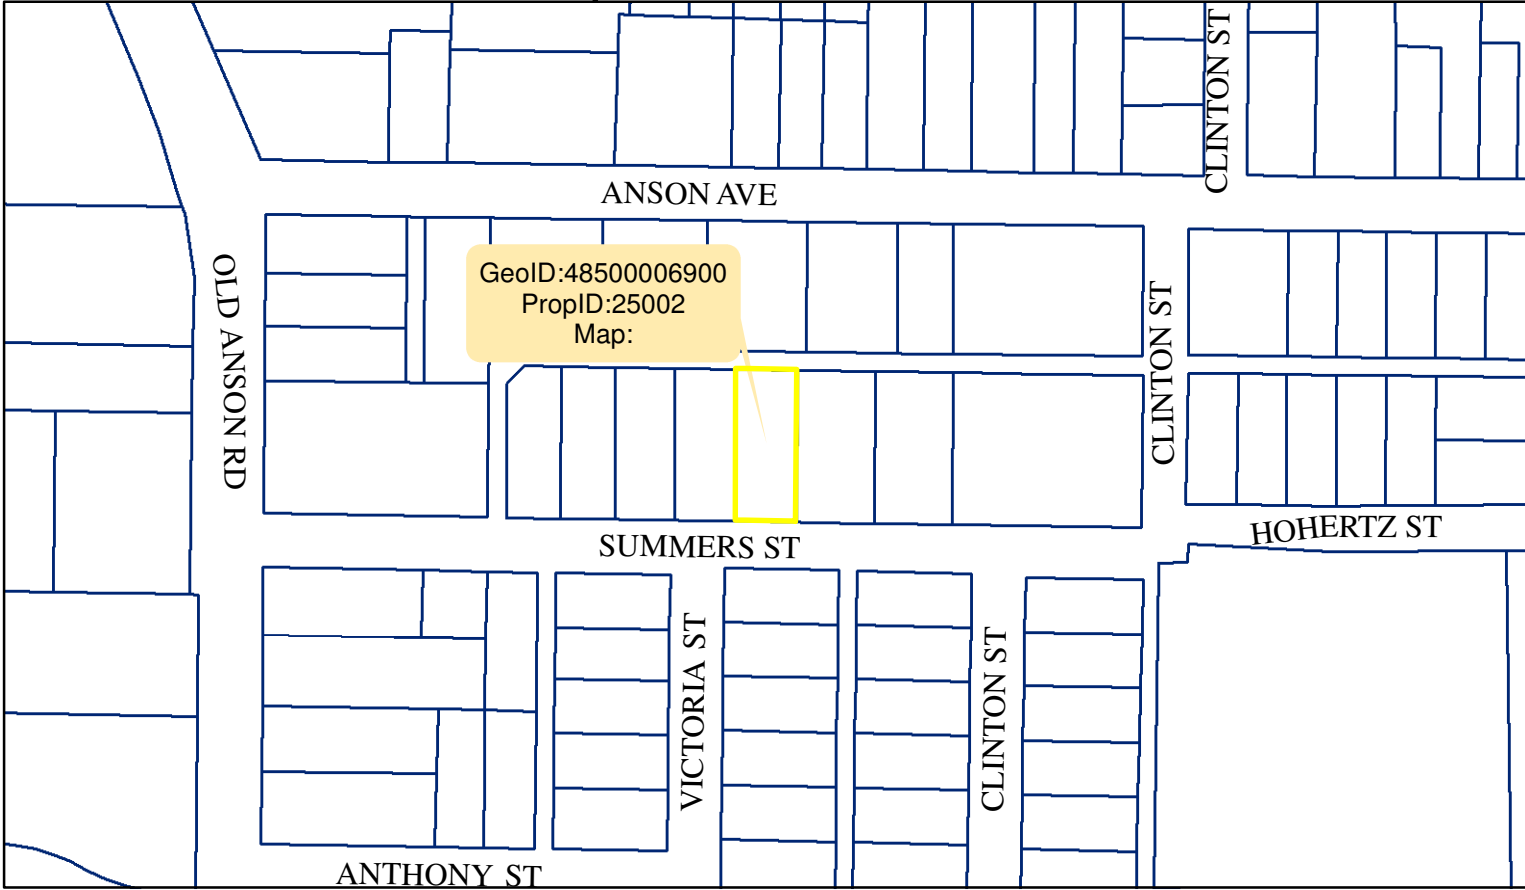 CLINTON ST
ANSON AVE
OLD ANSON RD
GeoID:48500006900
PropID:25002
Map:
CLINTON ST
SUMMERS ST
HOHERTZ ST
VICTORIA ST
CLINTON ST
ANTHONY ST